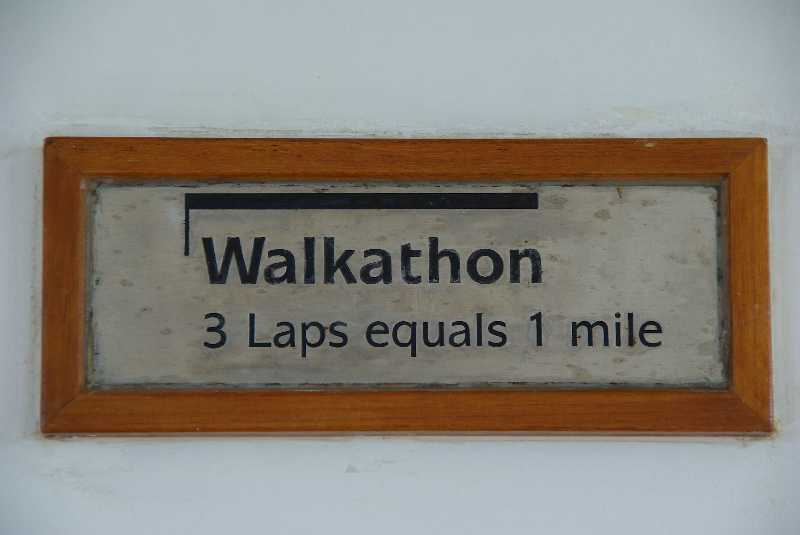 Walkathon
3 Laps equals 1 mile